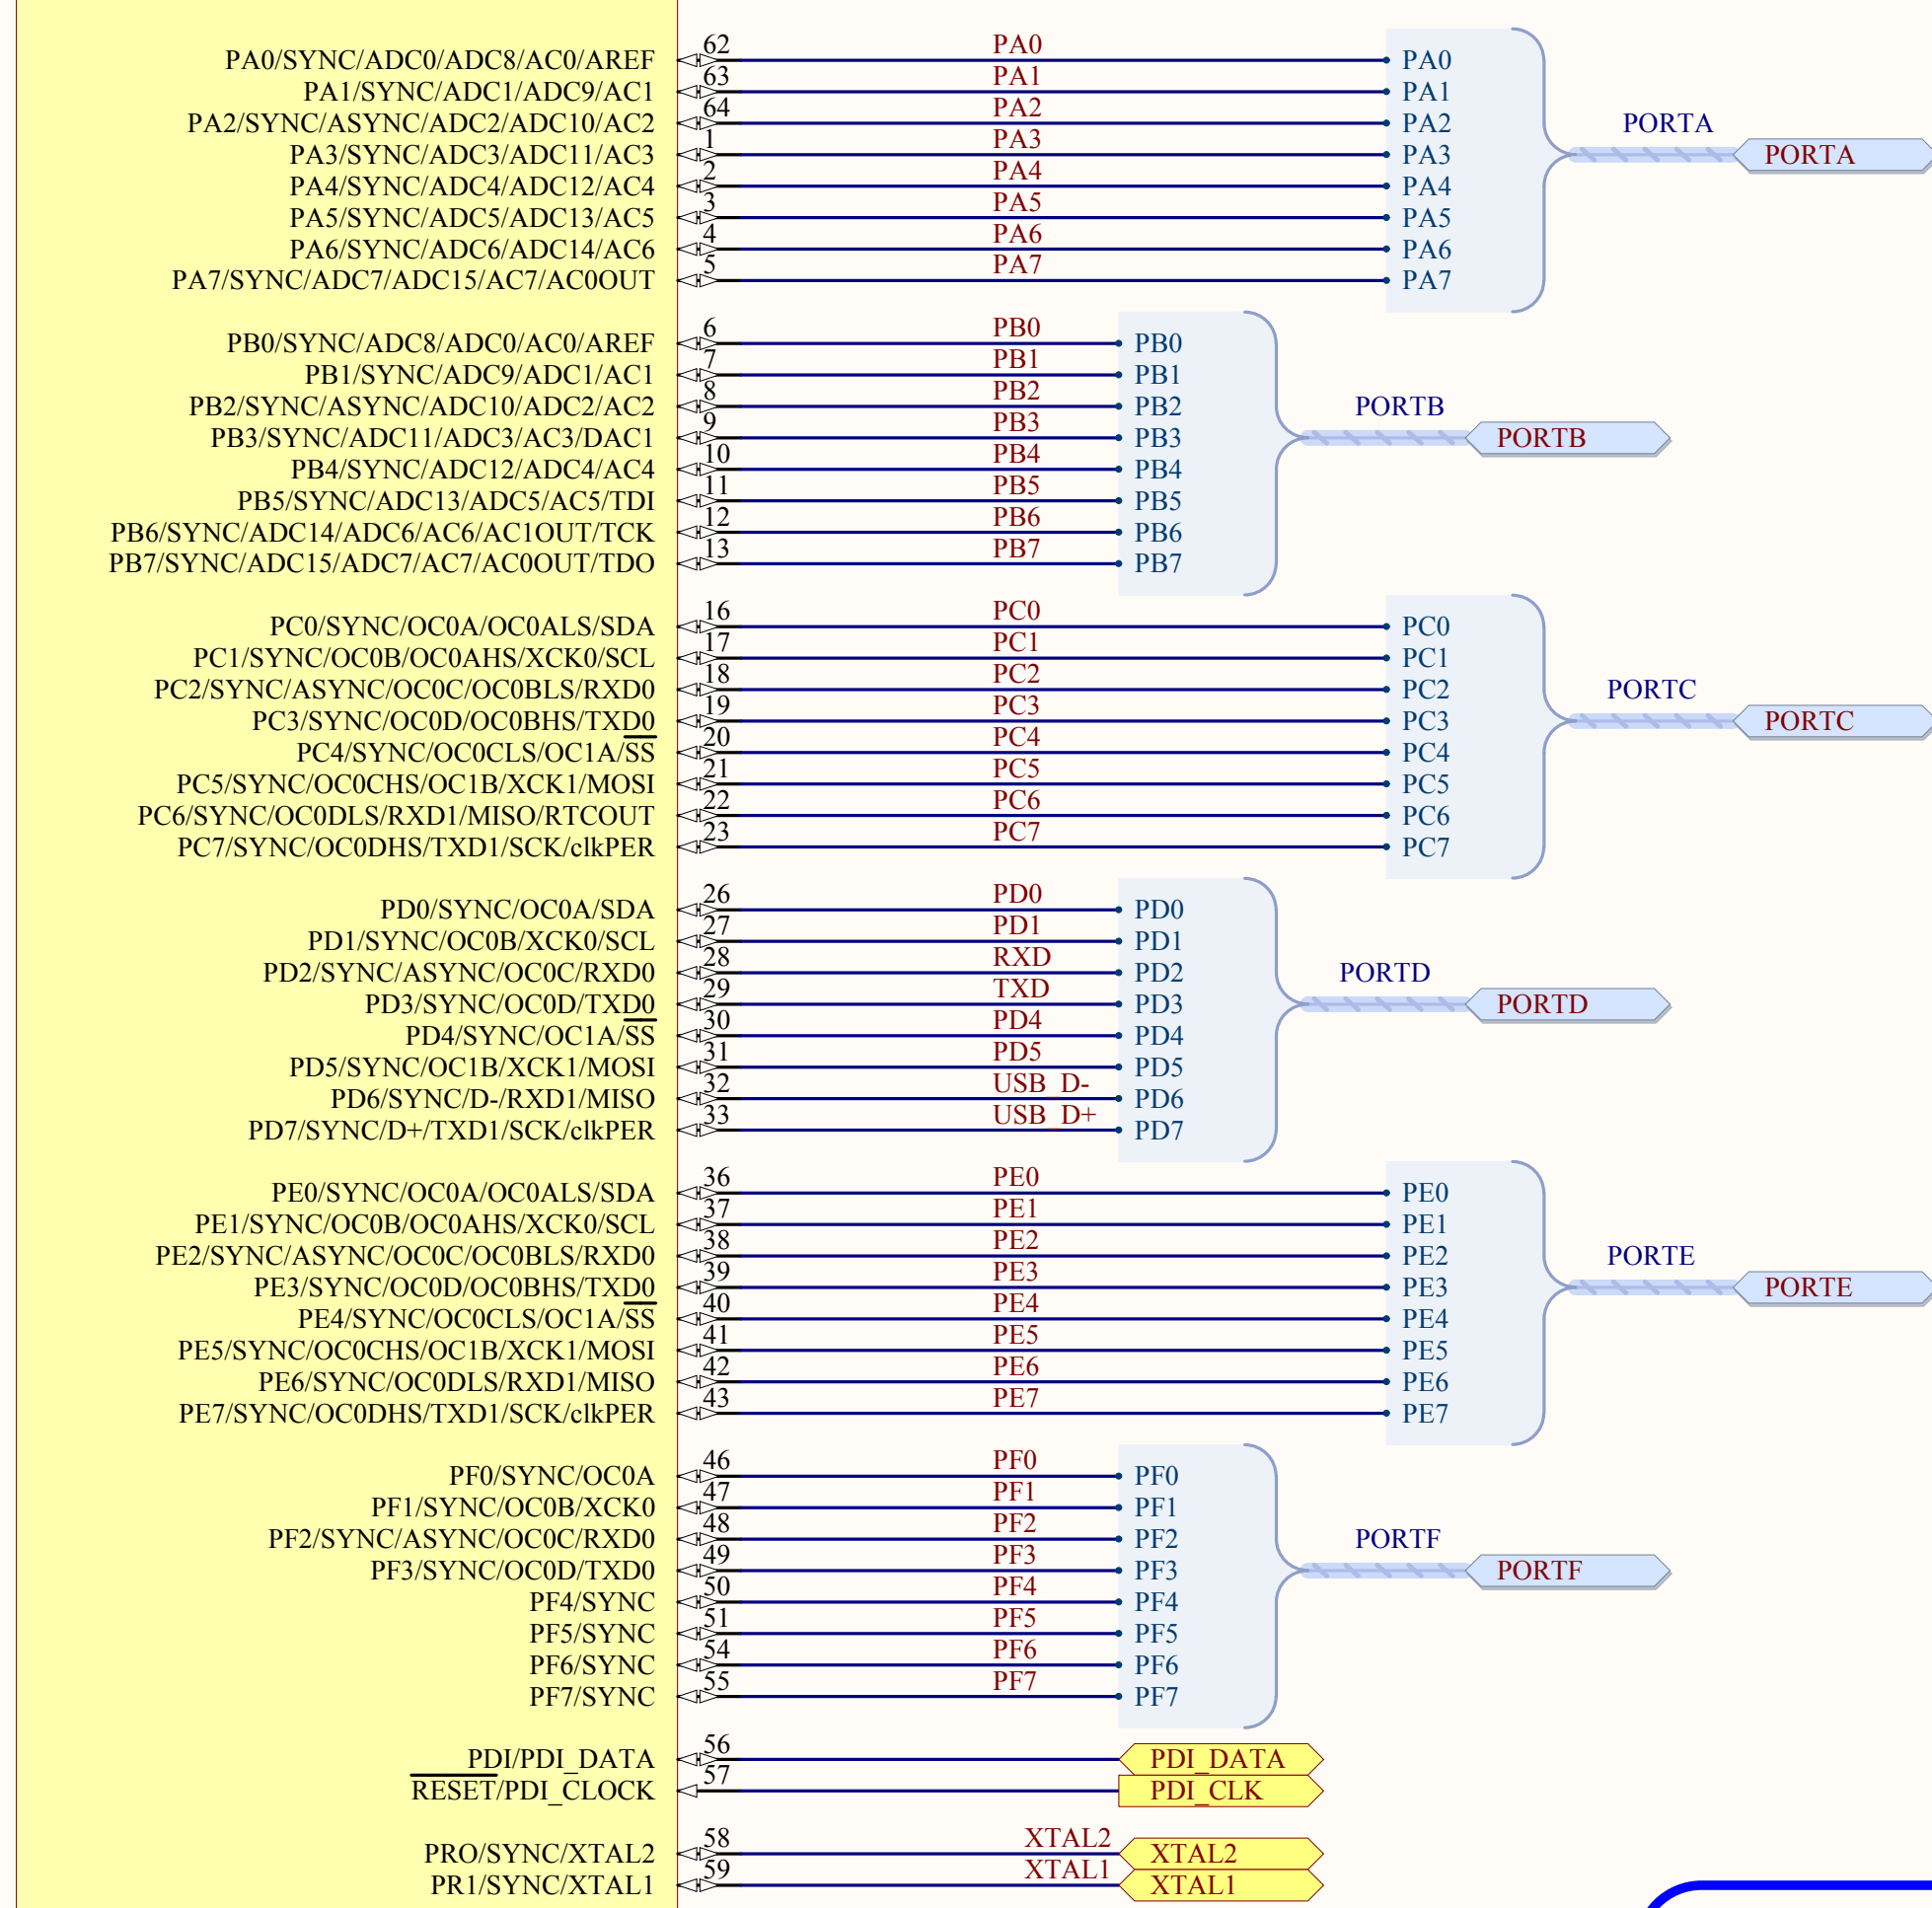 PA0/SYNC/ADC0/ADC8/AC0/AREF 62 PA0 PA0
PA1/SYNC/ADC1/ADC9/AC1 63 PA1 PA1
PA2/SYNC/ASYNC/ADC2/ADC10/AC2 64 PA2 PA2 PORTA
PA3/SYNC/ADC3/ADC11/AC3 1 PA3 PA3 PORTA
PA4/SYNC/ADC4/ADC12/AC4 2 PA4 PA4
PA5/SYNC/ADC5/ADC13/AC5 3 PA5 PA5
PA6/SYNC/ADC6/ADC14/AC6 4 PA6 PA6
PA7/SYNC/ADC7/ADC15/AC7/AC0OUT 5 PA7 PA7
PB0/SYNC/ADC8/ADC0/AC0/AREF 6 PB0 PB0
PB1/SYNC/ADC9/ADC1/AC1 7 PB1 PB1
PB2/SYNC/ASYNC/ADC10/ADC2/AC2 8 PB2 PB2 PORTB
PB3/SYNC/ADC11/ADC3/AC3/DAC1 9 PB3 PB3 PORTB
PB4/SYNC/ADC12/ADC4/AC4 10 PB4 PB4
PB5/SYNC/ADC13/ADC5/AC5/TDI 11 PB5 PB5
PB6/SYNC/ADC14/ADC6/AC6/AC1OUT/TCK 12 PB6 PB6
PB7/SYNC/ADC15/ADC7/AC7/AC0OUT/TDO 13 PB7 PB7
PC0/SYNC/OC0A/OC0ALS/SDA 16 PC0 PC0
PC1/SYNC/OC0B/OC0AHS/XCK0/SCL 17 PC1 PC1
PC2/SYNC/ASYNC/OC0C/OC0BLS/RXD0 18 PC2 PC2 PORTC
PC3/SYNC/OC0D/OC0BHS/TXD0 19 PC3 PC3 PORTC
PC4/SYNC/OC0CLS/OC1A/SS 20 PC4 PC4
PC5/SYNC/OC0CHS/OC1B/XCK1/MOSI 21 PC5 PC5
PC6/SYNC/OC0DLS/RXD1/MISO/RTCOUT 22 PC6 PC6
PC7/SYNC/OC0DHS/TXD1/SCK/clkPER 23 PC7 PC7
PD0/SYNC/OC0A/SDA 26 PD0 PD0
PD1/SYNC/OC0B/XCK0/SCL 27 PD1 PD1
PD2/SYNC/ASYNC/OC0C/RXD0 28 RXD PD2 PORTD
PD3/SYNC/OC0D/TXD0 29 TXD PD3 PORTD
PD4/SYNC/OC1A/SS 30 PD4 PD4
PD5/SYNC/OC1B/XCK1/MOSI 31 PD5 PD5
PD6/SYNC/D-/RXD1/MISO 32 USB_D- PD6
PD7/SYNC/D+/TXD1/SCK/clkPER 33 USB_D+ PD7
PE0/SYNC/OC0A/OC0ALS/SDA 36 PE0 PE0
PE1/SYNC/OC0B/OC0AHS/XCK0/SCL 37 PE1 PE1
PE2/SYNC/ASYNC/OC0C/OC0BLS/RXD0 38 PE2 PE2 PORTE
PE3/SYNC/OC0D/OC0BHS/TXD0 39 PE3 PE3 PORTE
PE4/SYNC/OC0CLS/OC1A/SS 40 PE4 PE4
PE5/SYNC/OC0CHS/OC1B/XCK1/MOSI 41 PE5 PE5
PE6/SYNC/OC0DLS/RXD1/MISO 42 PE6 PE6
PE7/SYNC/OC0DHS/TXD1/SCK/clkPER 43 PE7 PE7
PF0/SYNC/OC0A 46 PF0 PF0
PF1/SYNC/OC0B/XCK0 47 PF1 PF1
PF2/SYNC/ASYNC/OC0C/RXD0 48 PF2 PF2 PORTF
PF3/SYNC/OC0D/TXD0 49 PF3 PF3 PORTF
PF4/SYNC 50 PF4 PF4
PF5/SYNC 51 PF5 PF5
PF6/SYNC 54 PF6 PF6
PF7/SYNC 55 PF7 PF7
PDI/PDI_DATA 56 PDI_DATA
RESET/PDI_CLOCK 57 PDI_CLK
PRO/SYNC/XTAL2 58 XTAL2 XTAL2
PR1/SYNC/XTAL1 59 XTAL1 XTAL1